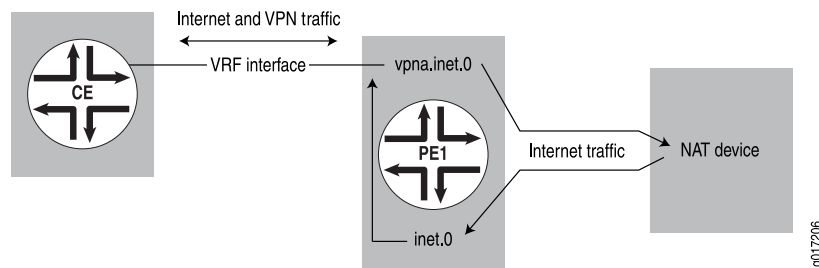 Internet and VPN traffic
VRF interface
vpna.inet.0
CE
PE1
Internet traffic
NAT device
inet.0
g017206